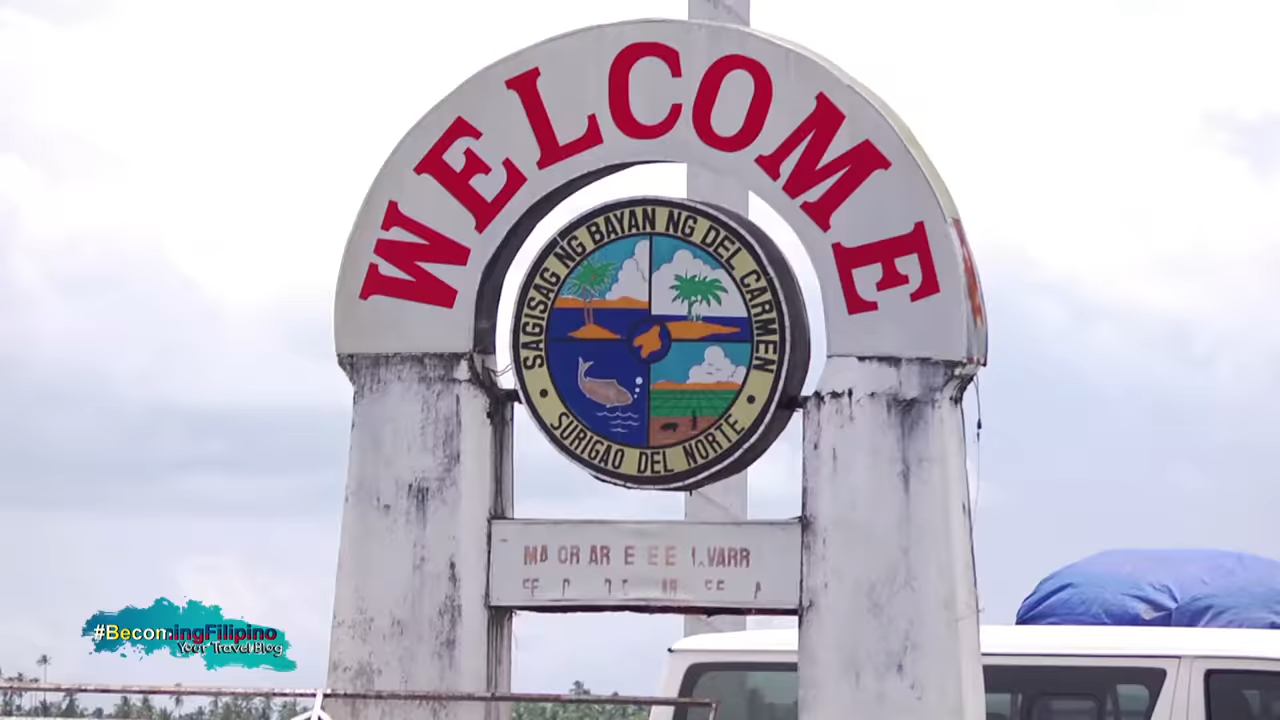 WELCOME
SAGISAG NG BAYAN NG DEL CARMEN
SURIGAO DEL NORTE
#BecomingFilipino
Your Travel Blog